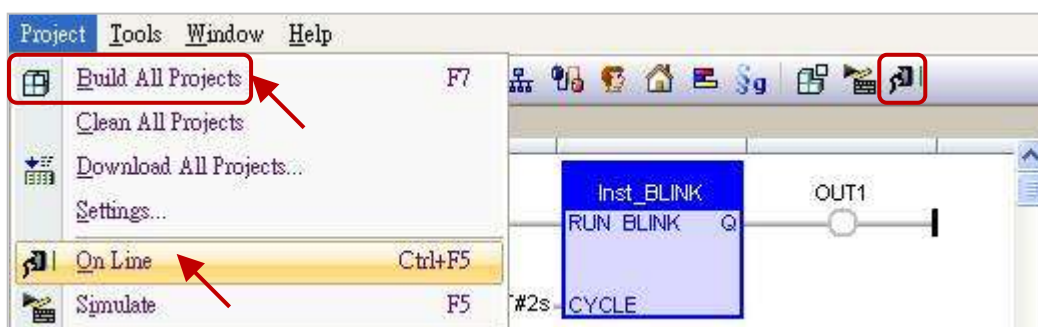 Project Tools Window Help
Build All Projects F7
Clean All Projects
Download All Projects...
Settings...
On Line Ctrl+F5
Simulate F5
§g
Inst_BLINK
OUT1
RUN BLINK Q
T#2s CYCLE